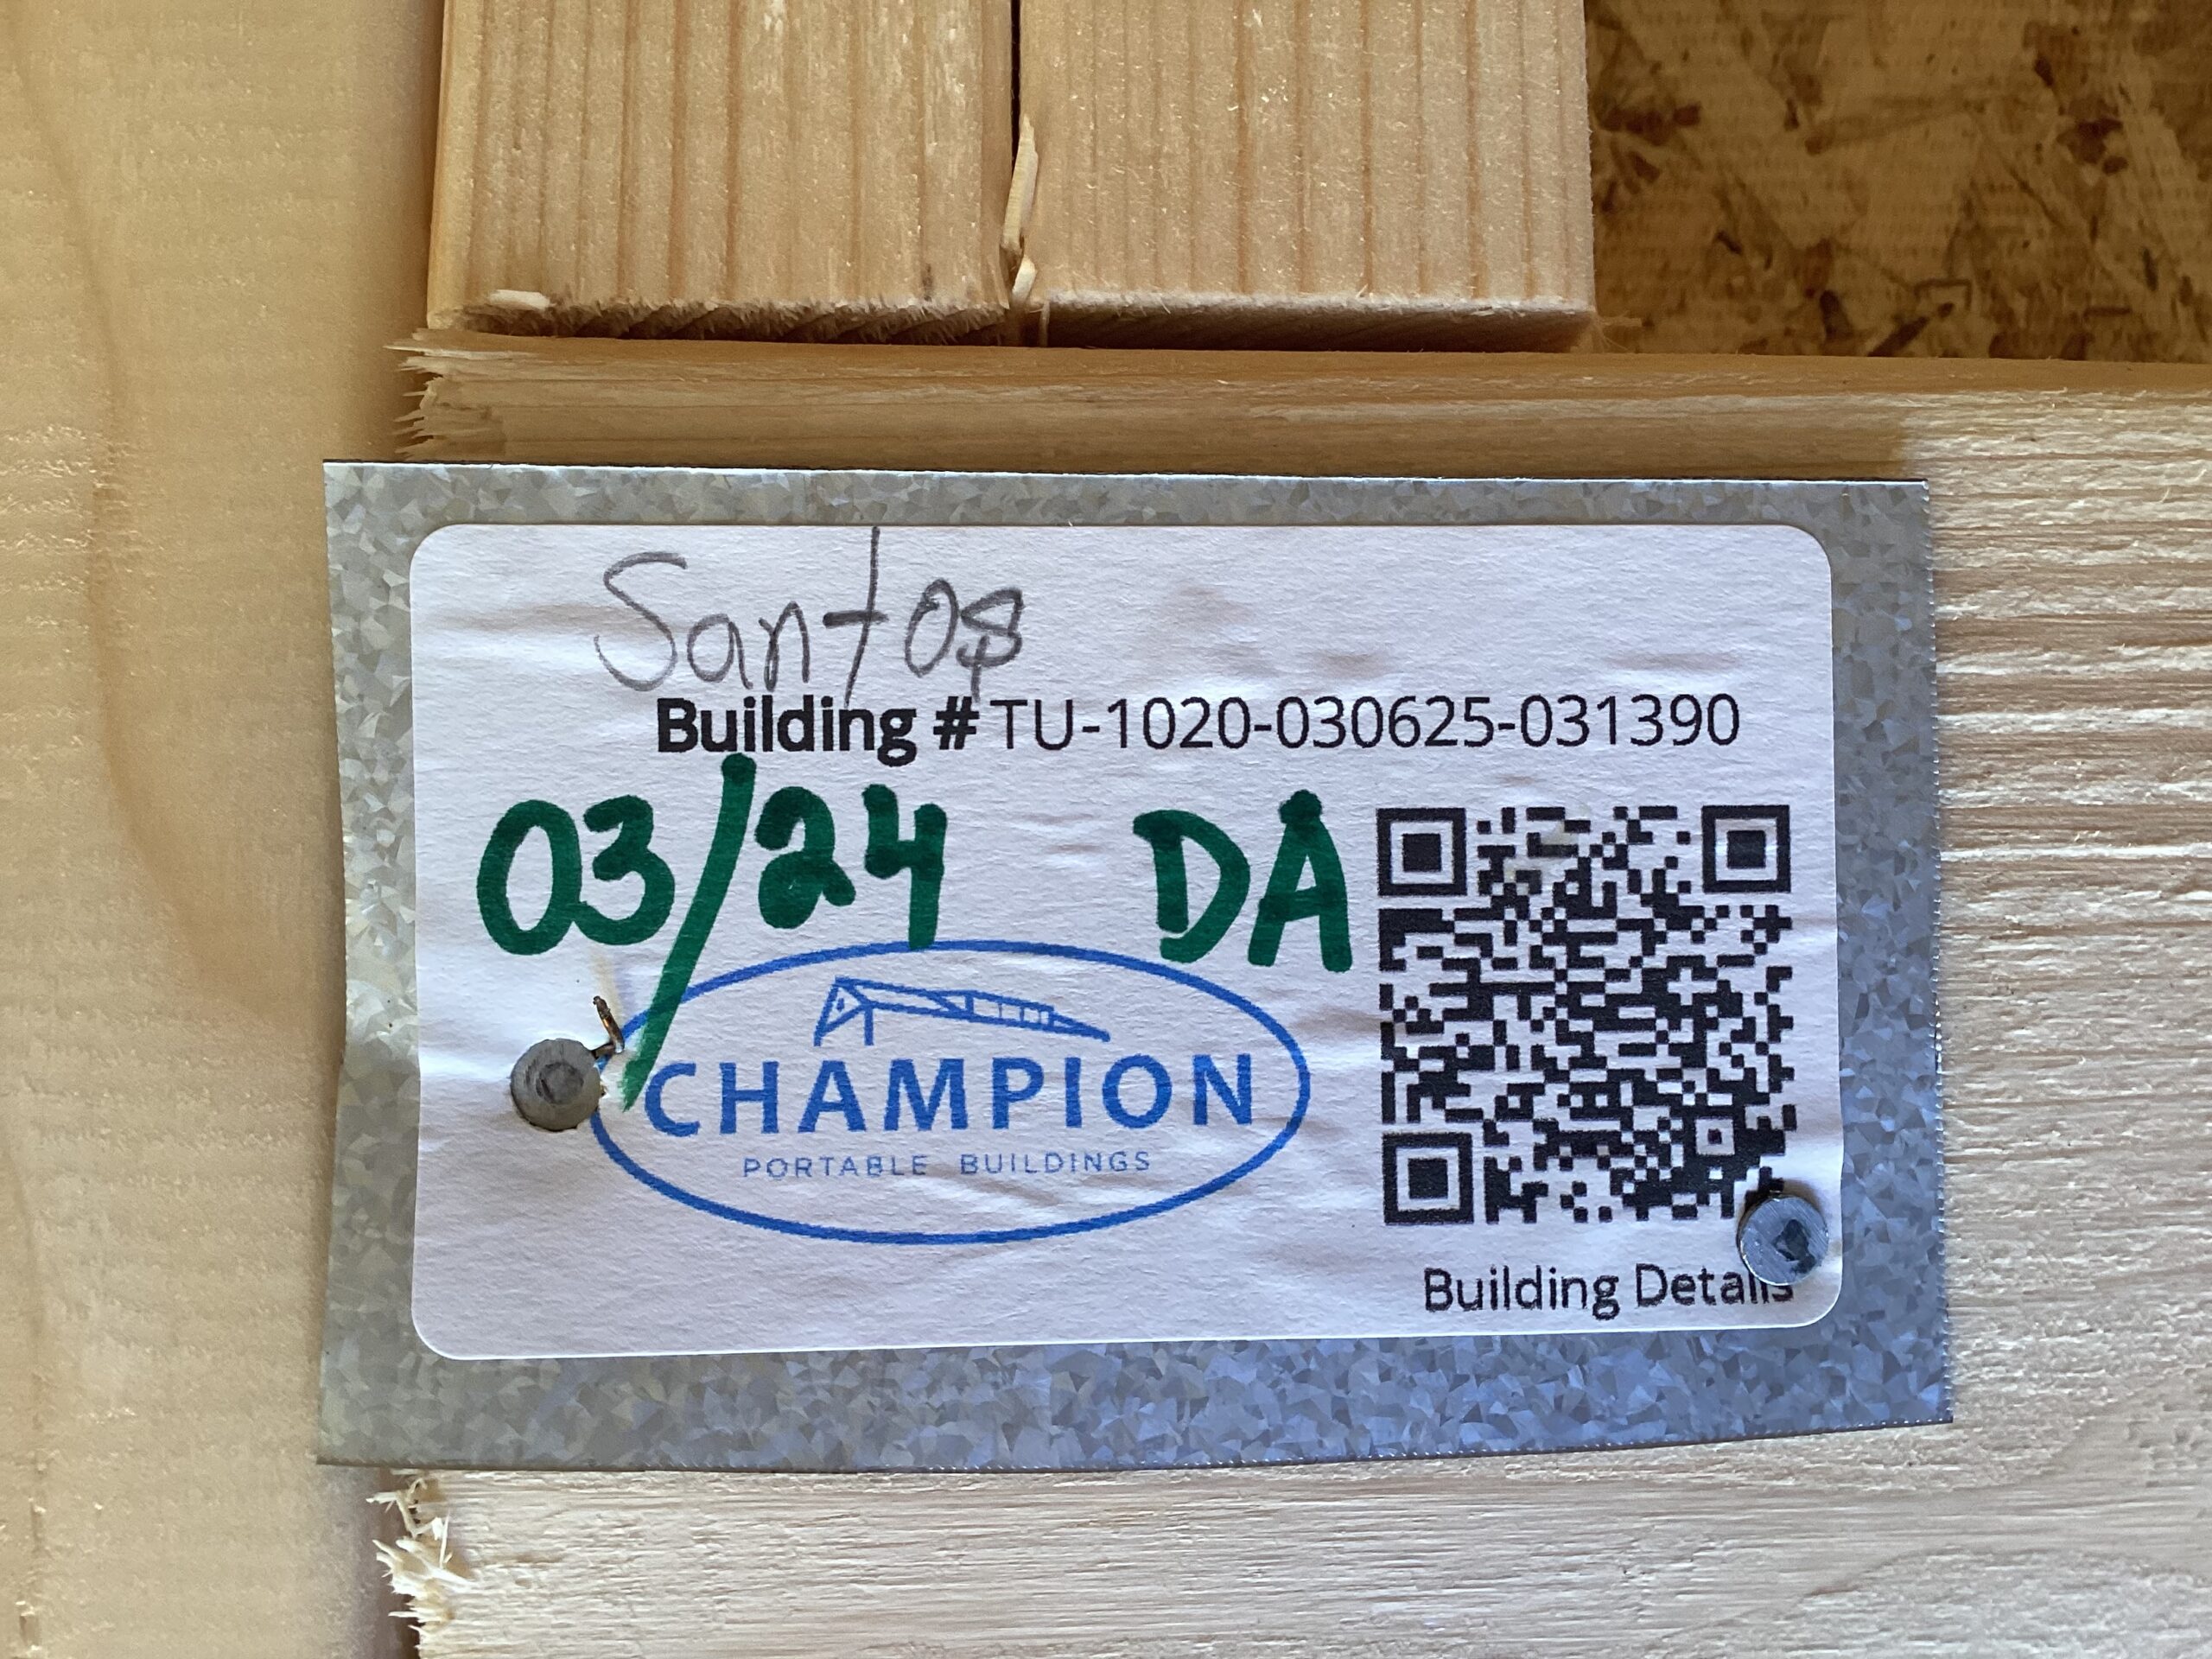 Santos
Building # TU-1020-030625-031390
03/24 DA
CHAMPION
PORTABLE BUILDINGS
Building Details